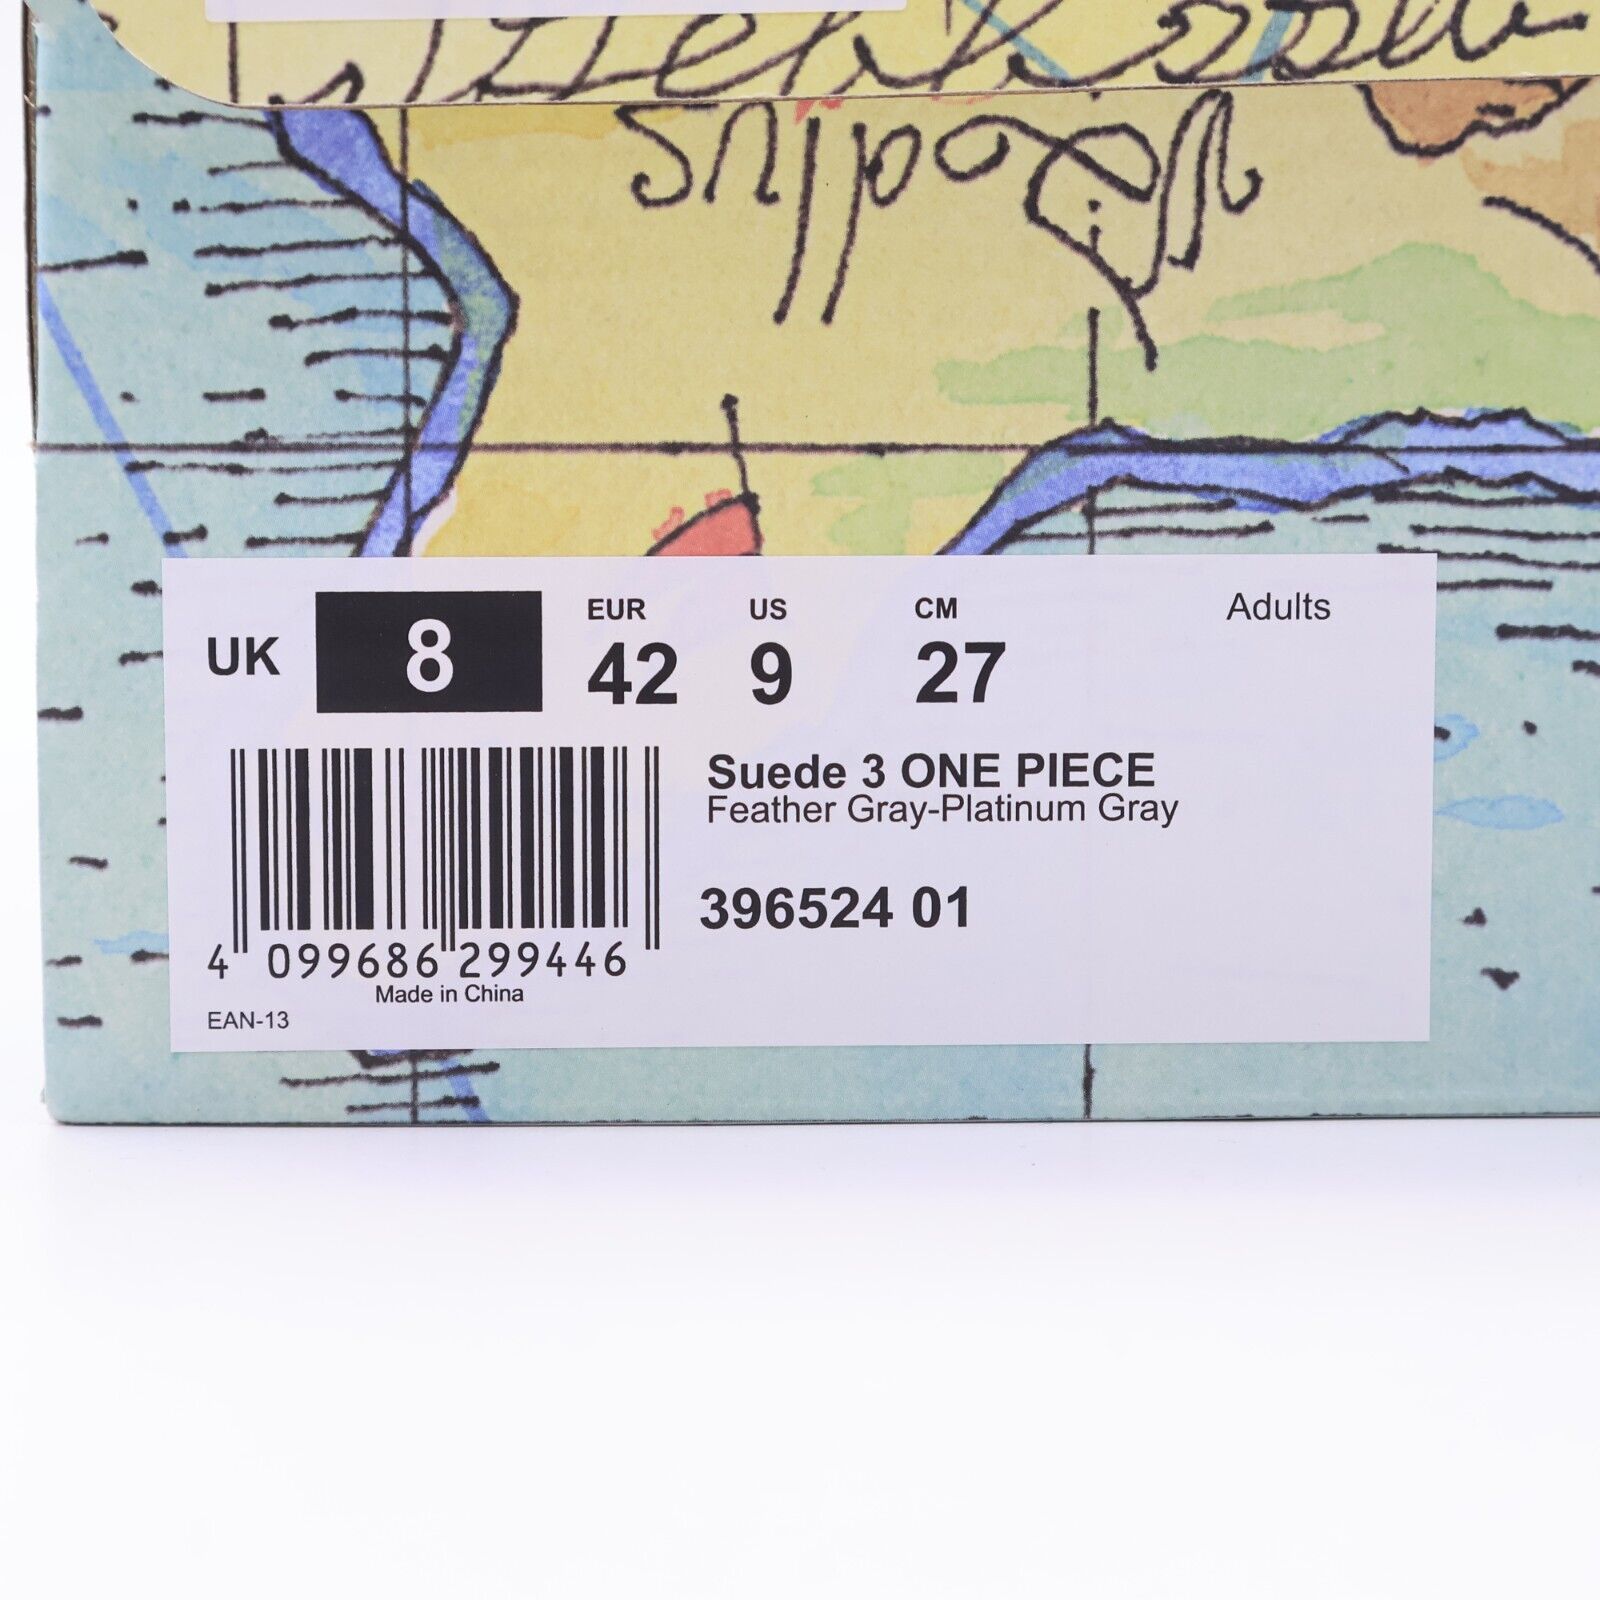 UK 8 EUR 42 US 9 CM 27 Adults
Suede 3 ONE PIECE
Feather Gray-Platinum Gray
396524 01
4 099686 299446
Made in China
EAN-13